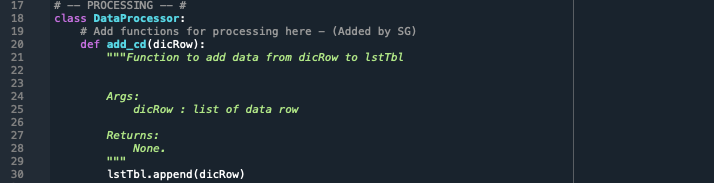 17 # -- PROCESSING -- #
18 class DataProcessor:
19     # Add functions for processing here - (Added by SG)
20     def add_cd(dicRow):
21         """Function to add data from dicRow to lstTbl
22
23
24         Args:
25             dicRow : list of data row
26
27         Returns:
28             None.
29         """
30         lstTbl.append(dicRow)